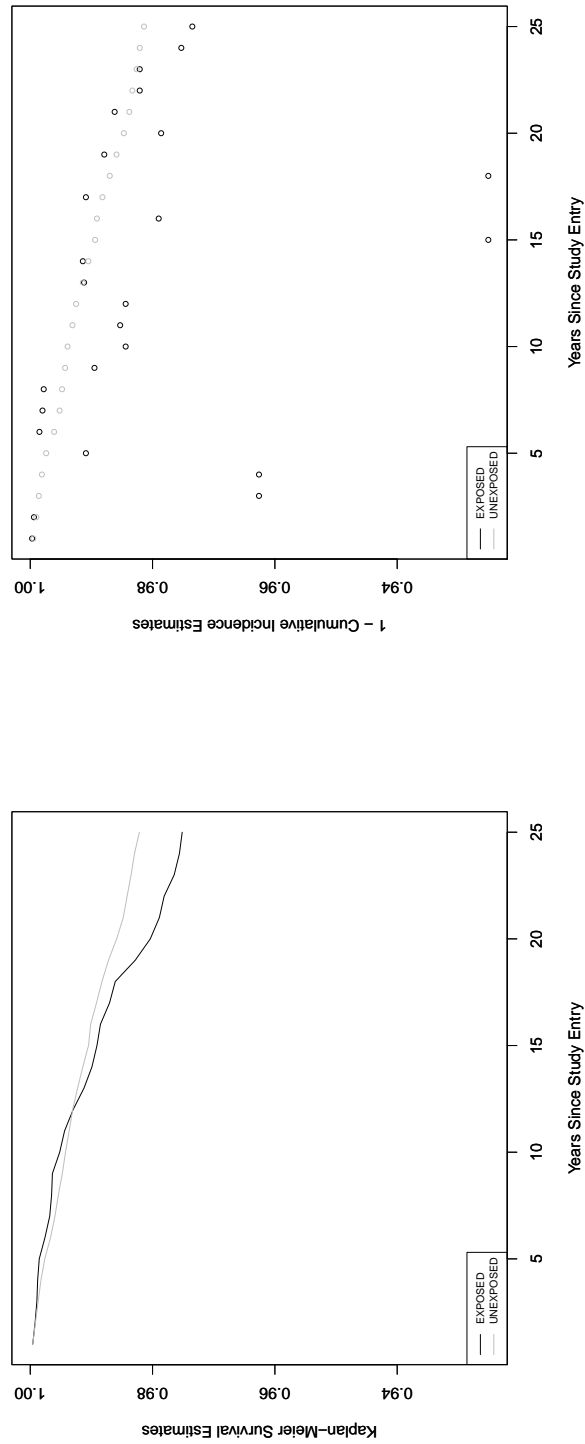 1 − Cumulative Incidence Estimates
1.00
0.98
0.96
0.94
5
10
15
20
25
Years Since Study Entry
EXPOSED
UNEXPOSED
Kaplan−Meier Survival Estimates
1.00
0.98
0.96
0.94
5
10
15
20
25
Years Since Study Entry
EXPOSED
UNEXPOSED